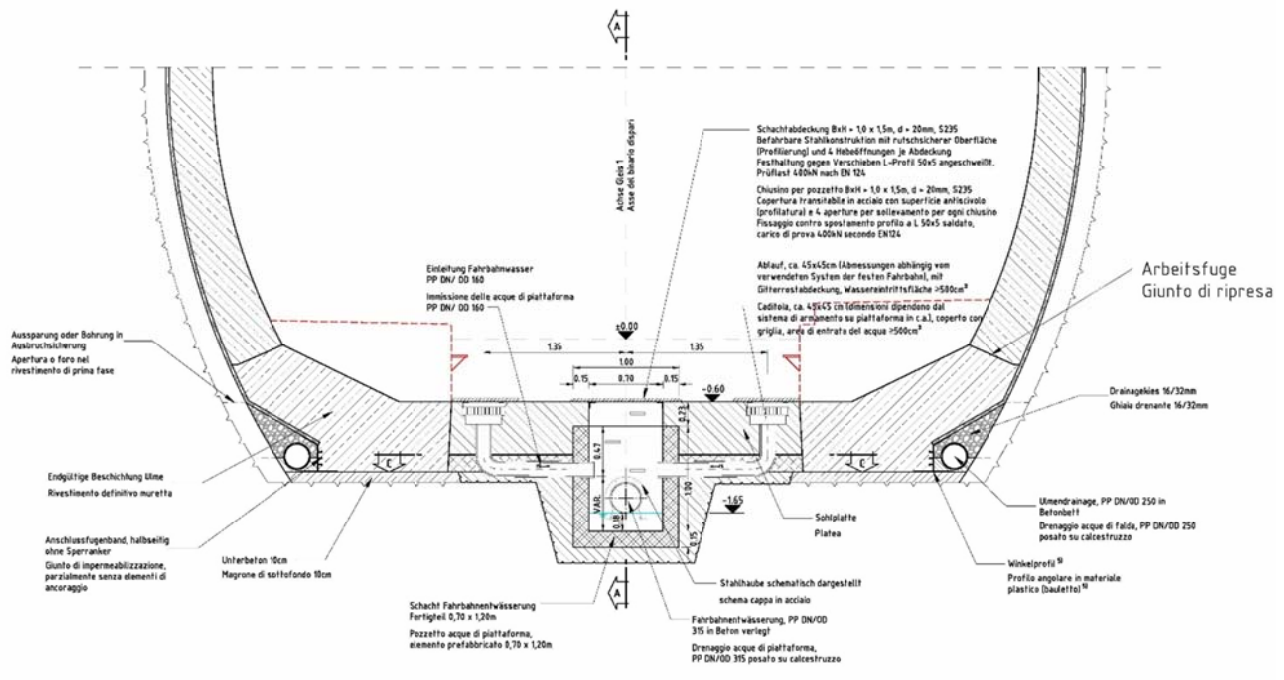 A
Achse Gleis 1
Asse del binario dispari
Schachtabdeckung BxH = 1,0 x 1,5m, d = 20mm, S235
Befahrbare Stahlkonstruktion mit rutschsicherer Oberfläche
(Profilierung) und 4 Hebeöffnungen je Abdeckung
Festhaltung gegen Verschieben L-Profil 50x5 angeschweißt.
Prüflast 400kN nach EN 124
Chiusino per pozzetto BxH = 1,0 x 1,5m, d = 20mm, S235
Copertura transitabile in acciaio con superficie antiscivolo
(profilatura) e 4 aperture per sollevamento per ogni chiusino
Fissaggio contro spostamento profilo a L 50x5 saldato,
carico di prova 400kN secondo EN124
Einleitung Fahrbahnwasser
PP DN/ OD 160
Immissione delle acque di piattaforma
PP DN/ OD 160
Ablauf, ca. 45x45cm (Abmessungen abhängig vom
verwendeten System der festen Fahrbahn), mit
Gitterrostabdeckung, Wassereintrittsfläche ≥500cm²
Caditoia, ca. 45x45 cm (dimensioni dipendono dal
sistema di armamento su piattaforma in c.a.), coperto con
griglia, area di entrata del acqua ≥500cm²
Arbeitsfuge
Giunto di ripresa
Aussparung oder Bohrung in
Ausbruchsicherung
Apertura o foro nel
rivestimento di prima fase
±0.00
1.35
1.35
1.00
0.15
0.70
0.15
-0.60
0.23
0.47
VAR.
0.18
1.00
0.15
-1.65
C
C
Drainagekies 16/32mm
Ghiaia drenante 16/32mm
Endgültige Beschichtung Ulme
Rivestimento definitivo muretta
Anschlussfugenband, halbseitig
ohne Sperranker
Giunto di impermeabilizzazione,
parzialmente senza elementi di
ancoraggio
Unterbeton 10cm
Magrone di sottofondo 10cm
Sohlplatte
Platea
Ulmendrainage, PP DN/OD 250 in
Betonbett
Drenaggio acque di falda, PP DN/OD 250
posato su calcestruzzo
Winkelprofil
Profilo angolare in materiale
plastico (bauletto)
Stahlhaube schematisch dargestellt
schema cappa in acciaio
A
Schacht Fahrbahnentwässerung
Fertigteil 0,70 x 1,20m
Pozzetto acque di piattaforma,
elemento prefabbricato 0,70 x 1,20m
Fahrbahnentwässerung, PP DN/OD
315 in Beton verlegt
Drenaggio acque di piattaforma,
PP DN/OD 315 posato su calcestruzzo